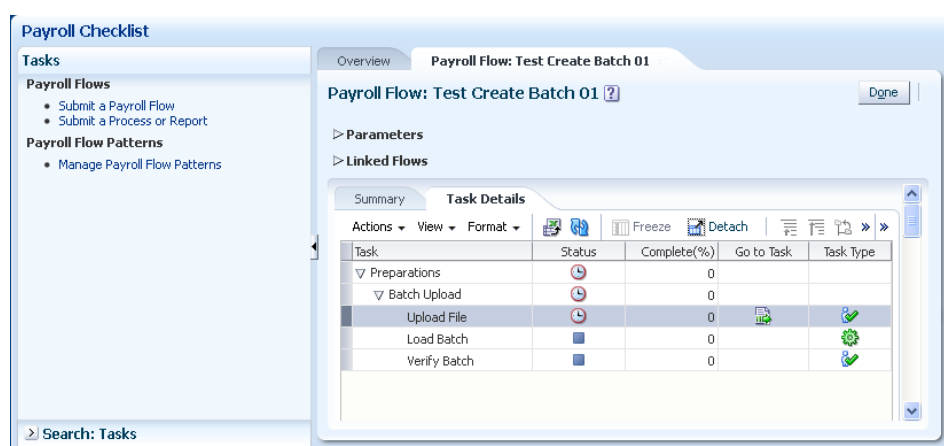 Payroll Checklist
Tasks
Payroll Flows
Submit a Payroll Flow
Submit a Process or Report
Payroll Flow Patterns
Manage Payroll Flow Patterns
Search: Tasks
Overview
Payroll Flow: Test Create Batch 01
Payroll Flow: Test Create Batch 01 ?
Done
Parameters
Linked Flows
Summary
Task Details
Actions View Format Freeze Detach » »
Task Status Complete(%) Go to Task Task Type
Preparations 0
Batch Upload 0
Upload File 0
Load Batch 0
Verify Batch 0